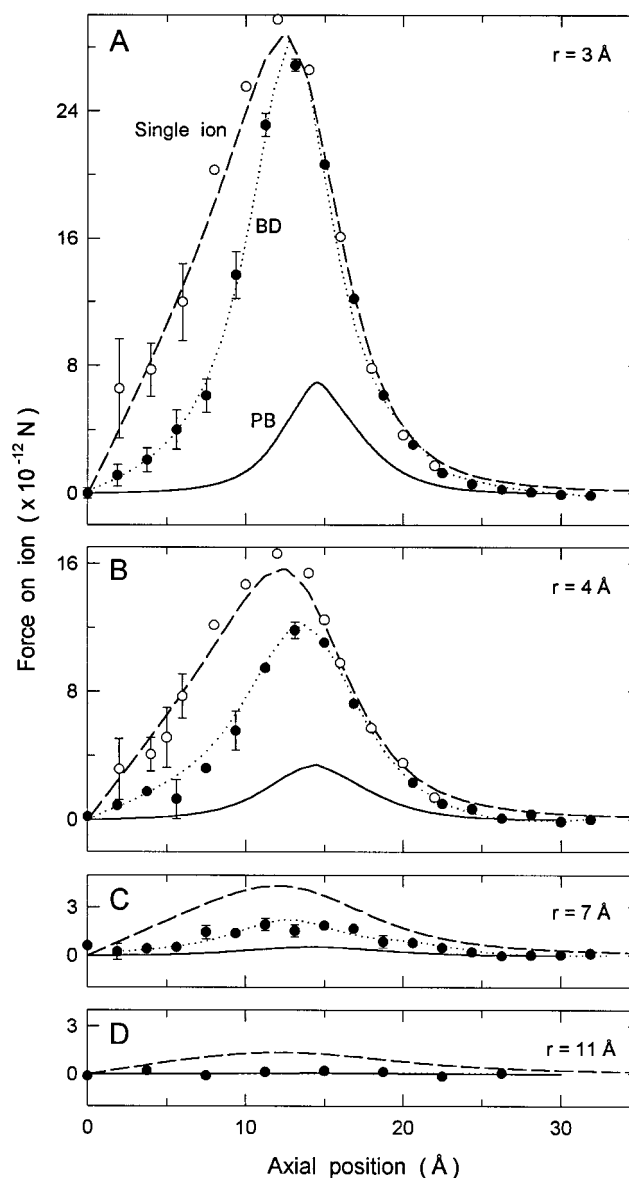 A
r = 3 Å
28
Single ion
16
BD
8
PB
0
B
r = 4 Å
16
8
0
Force on ion ( x 10⁻¹² N )
C
r = 7 Å
3
0
D
r = 11 Å
3
0
0
10
20
30
Axial position ( Å )